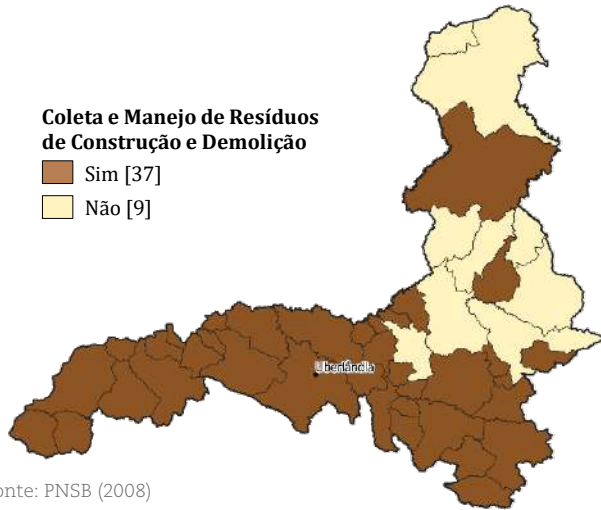 Coleta e Manejo de Resíduos
de Construção e Demolição
Sim [37]
Não [9]
Uberlândia
onte: PNSB (2008)